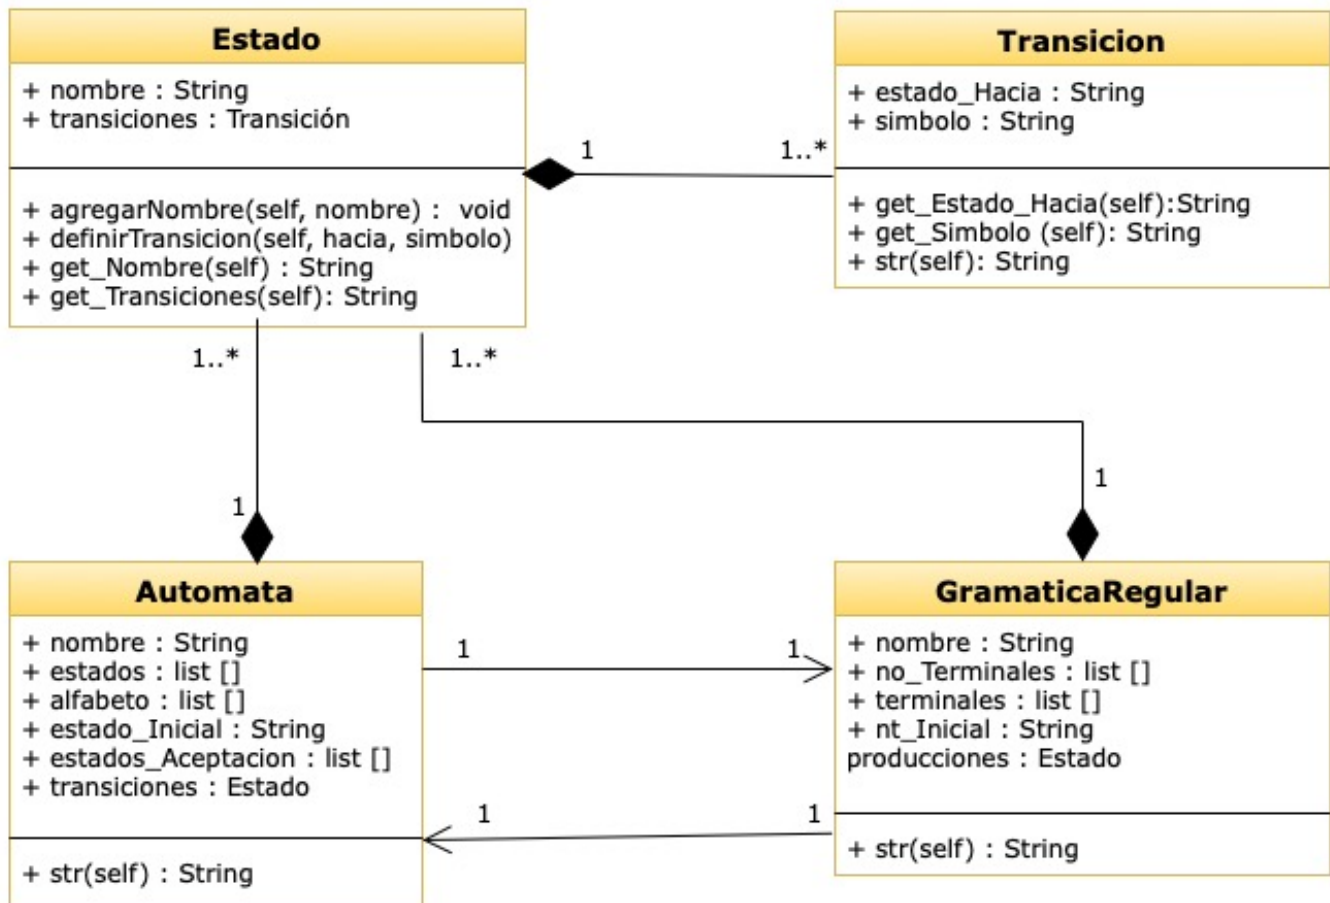 Estado
+ nombre : String
+ transiciones : Transición
+ agregarNombre(self, nombre) :  void
+ definirTransicion(self, hacia, simbolo)
+ get_Nombre(self) : String
+ get_Transiciones(self): String
1
1..*
Transicion
+ estado_Hacia : String
+ simbolo : String
+ get_Estado_Hacia(self):String
+ get_Simbolo (self): String
+ str(self): String
1..*
1..*
1
1
Automata
+ nombre : String
+ estados : list []
+ alfabeto : list []
+ estado_Inicial : String
+ estados_Aceptacion : list []
+ transiciones : Estado
+ str(self) : String
1
1
1
1
GramaticaRegular
+ nombre : String
+ no_Terminales : list []
+ terminales : list []
+ nt_Inicial : String
producciones : Estado
+ str(self) : String